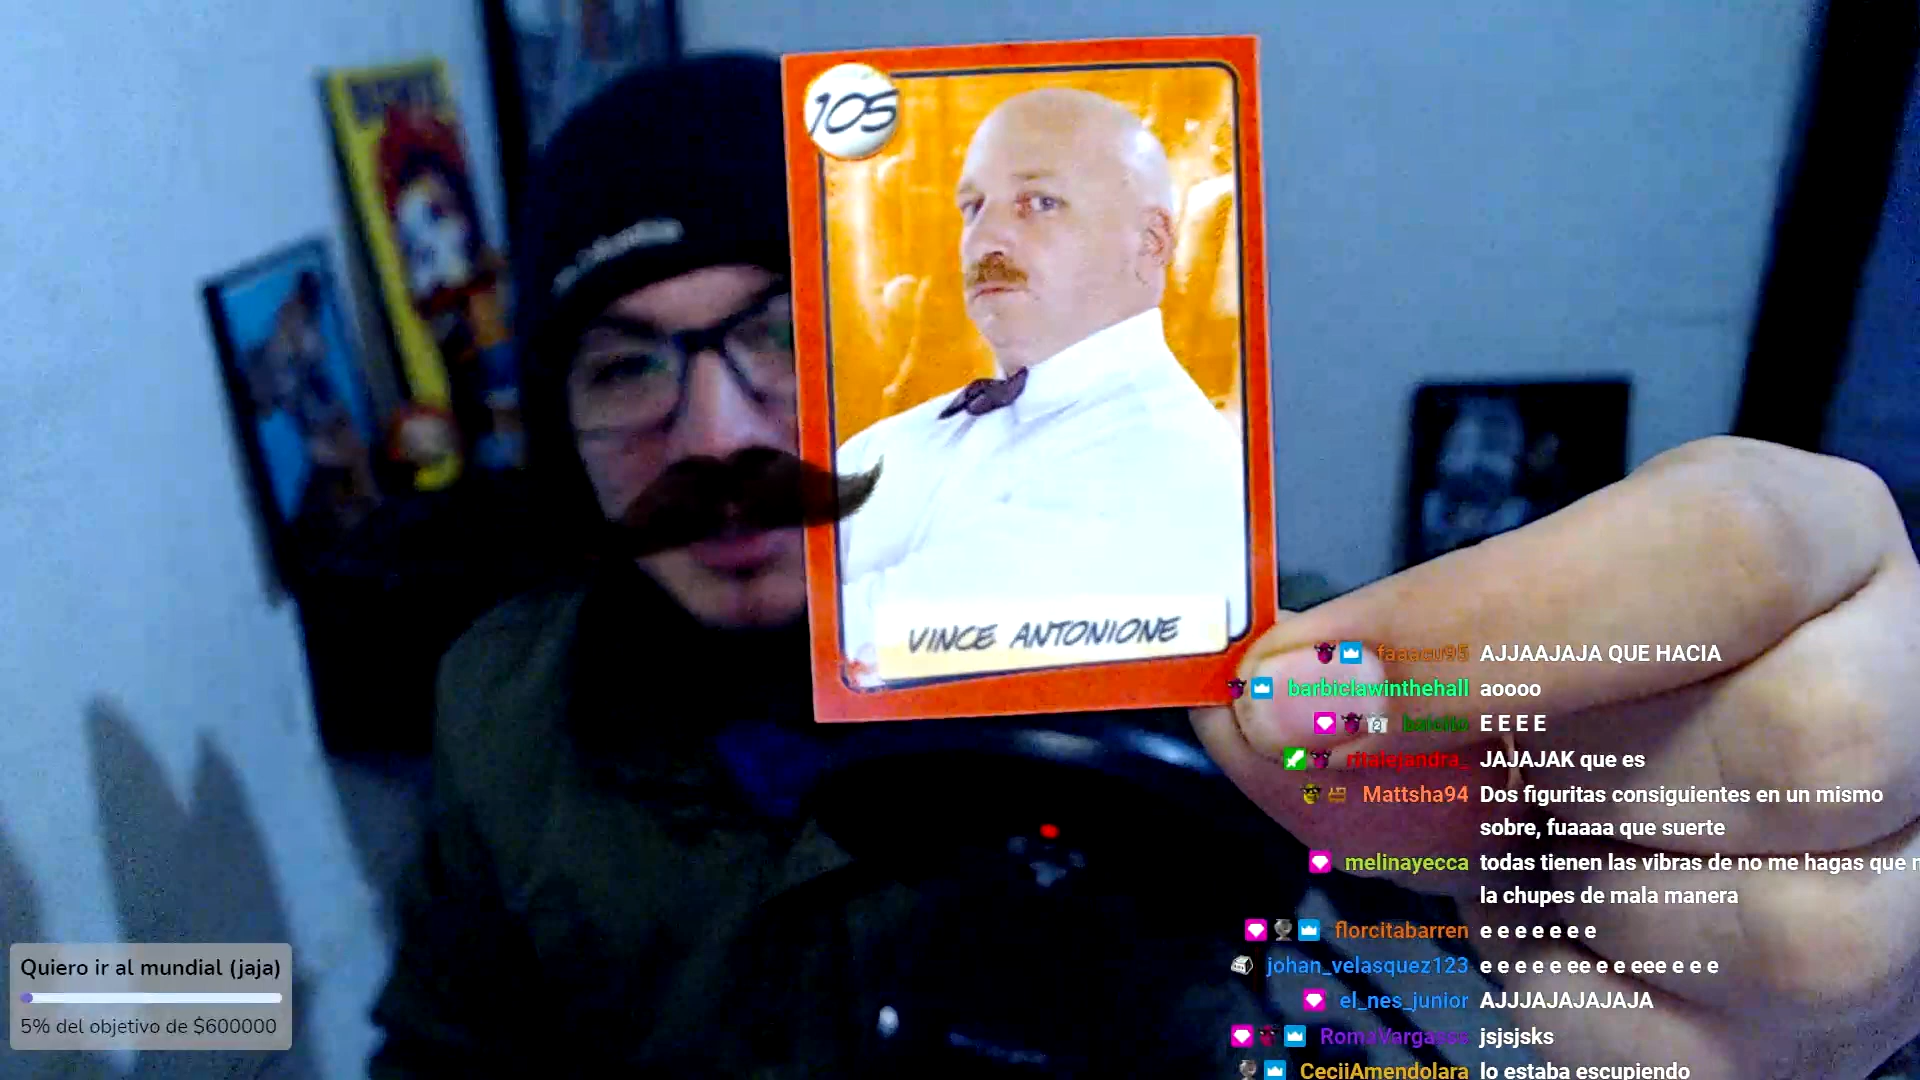 105
VINCE ANTONIONE
faaacu95 AJJAAJAJA QUE HACIA
barbiclawinthehall aoooo
E E E E
ritalejandra_ JAJAJAK que es
Mattsha94 Dos figuritas consiguientes en un mismo
sobre, fuaaaa que suerte
melinayecca todas tienen las vibras de no me hagas que
la chupes de mala manera
florcitabarren e e e e e e e
johan_velasquez123 e e e e e ee e e eee e e e
el_nes_junior AJJJAJAJAJAJA
jsjsjsks
CeciiAmendolara lo estaba escupiendo
Quiero ir al mundial (jaja)
5% del objetivo de $600000